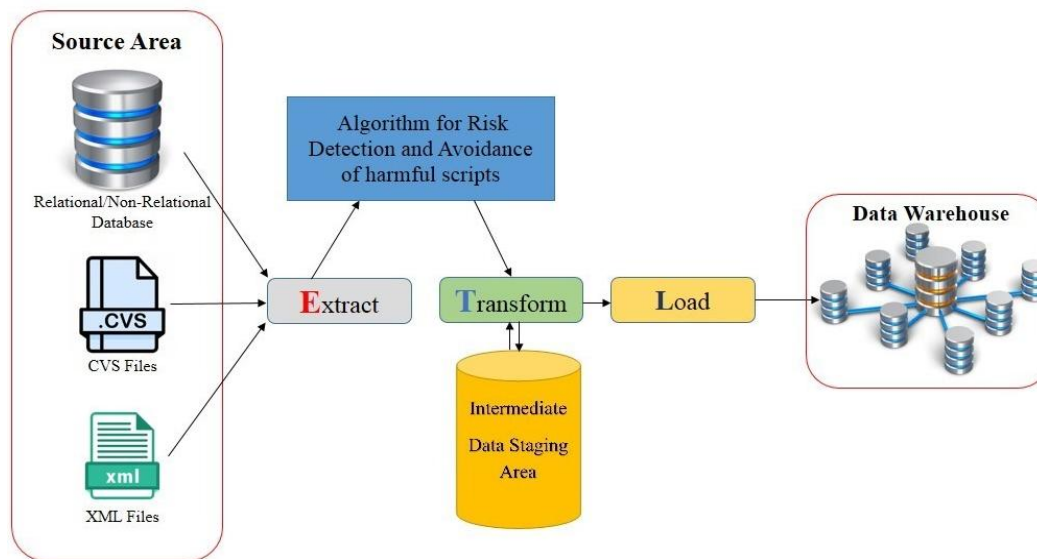 Source Area
Relational/Non-Relational
Database
.CVS
CVS Files
xml
XML Files
Extract
Algorithm for Risk
Detection and Avoidance
of harmful scripts
Transform
Intermediate
Data Staging
Area
Load
Data Warehouse